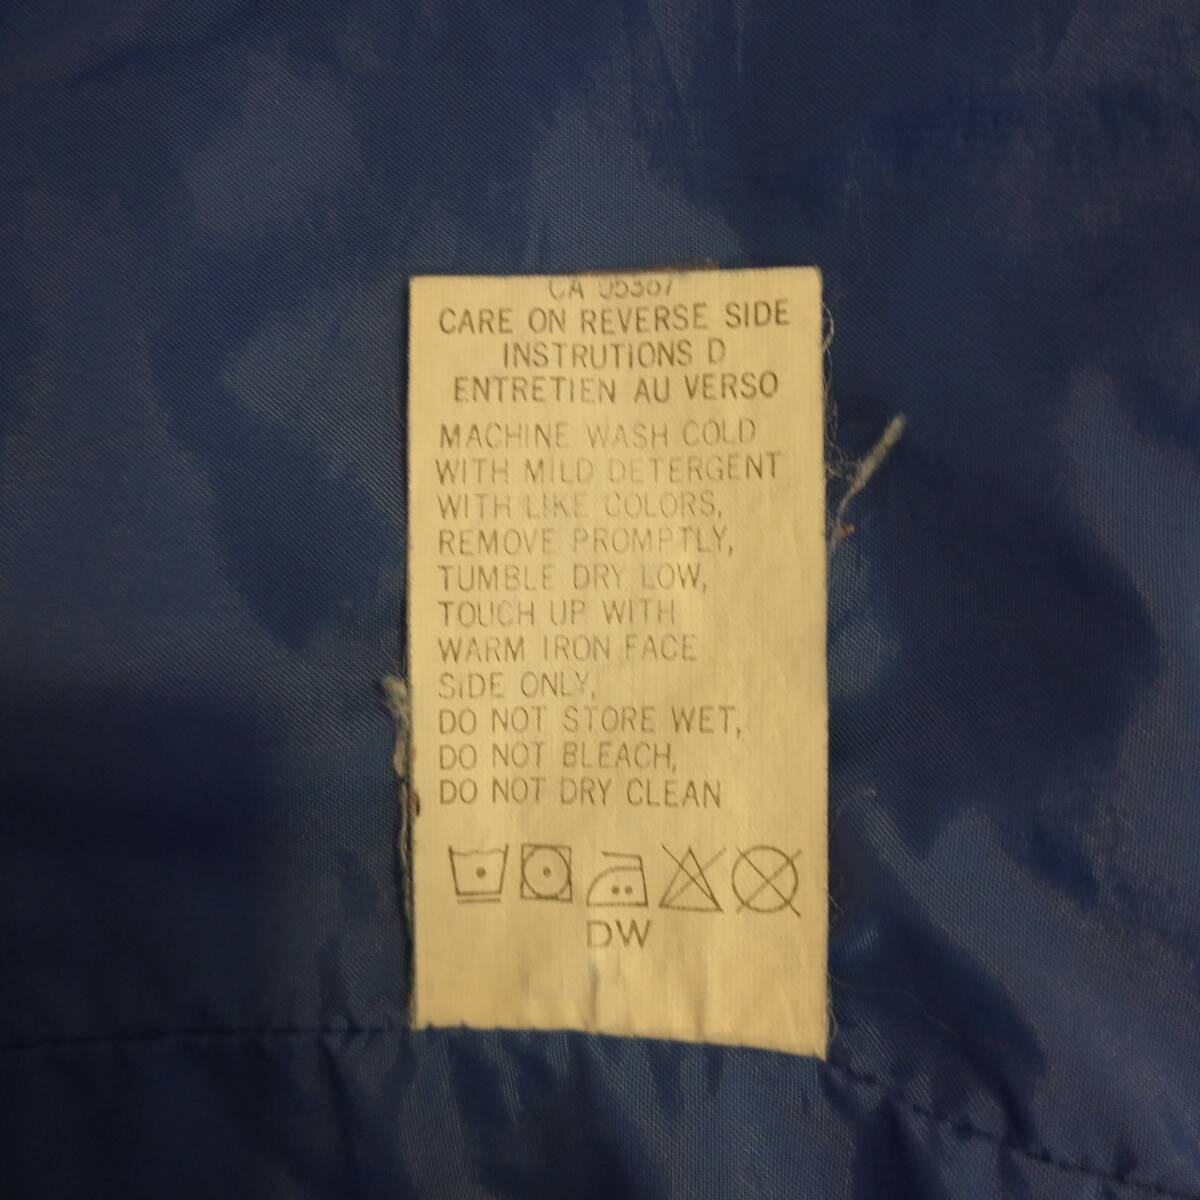 CA 05367
CARE ON REVERSE SIDE
INSTRUTIONS D
ENTRETIEN AU VERSO
MACHINE WASH COLD
WITH MILD DETERGENT
WITH LIKE COLORS,
REMOVE PROMPTLY,
TUMBLE DRY LOW,
TOUCH UP WITH
WARM IRON FACE
SIDE ONLY,
DO NOT STORE WET,
DO NOT BLEACH,
DO NOT DRY CLEAN
DW